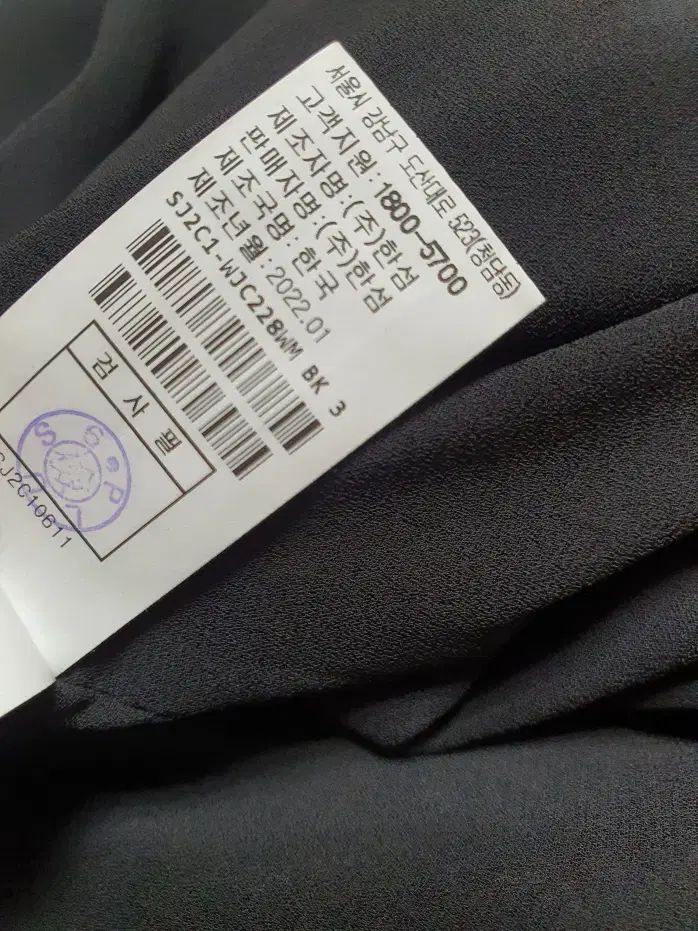 서울시 강남구 도산대로 523(청담동)
고객지원 : 1800-5700
제조자명 : (주)한섬
판매자명 : (주)한섬
제조국명 : 한국
제조년월 : 2022.01
SJ2C1-WJC228WM BK 3
검 사 필
6.P
S
SJ2C10611